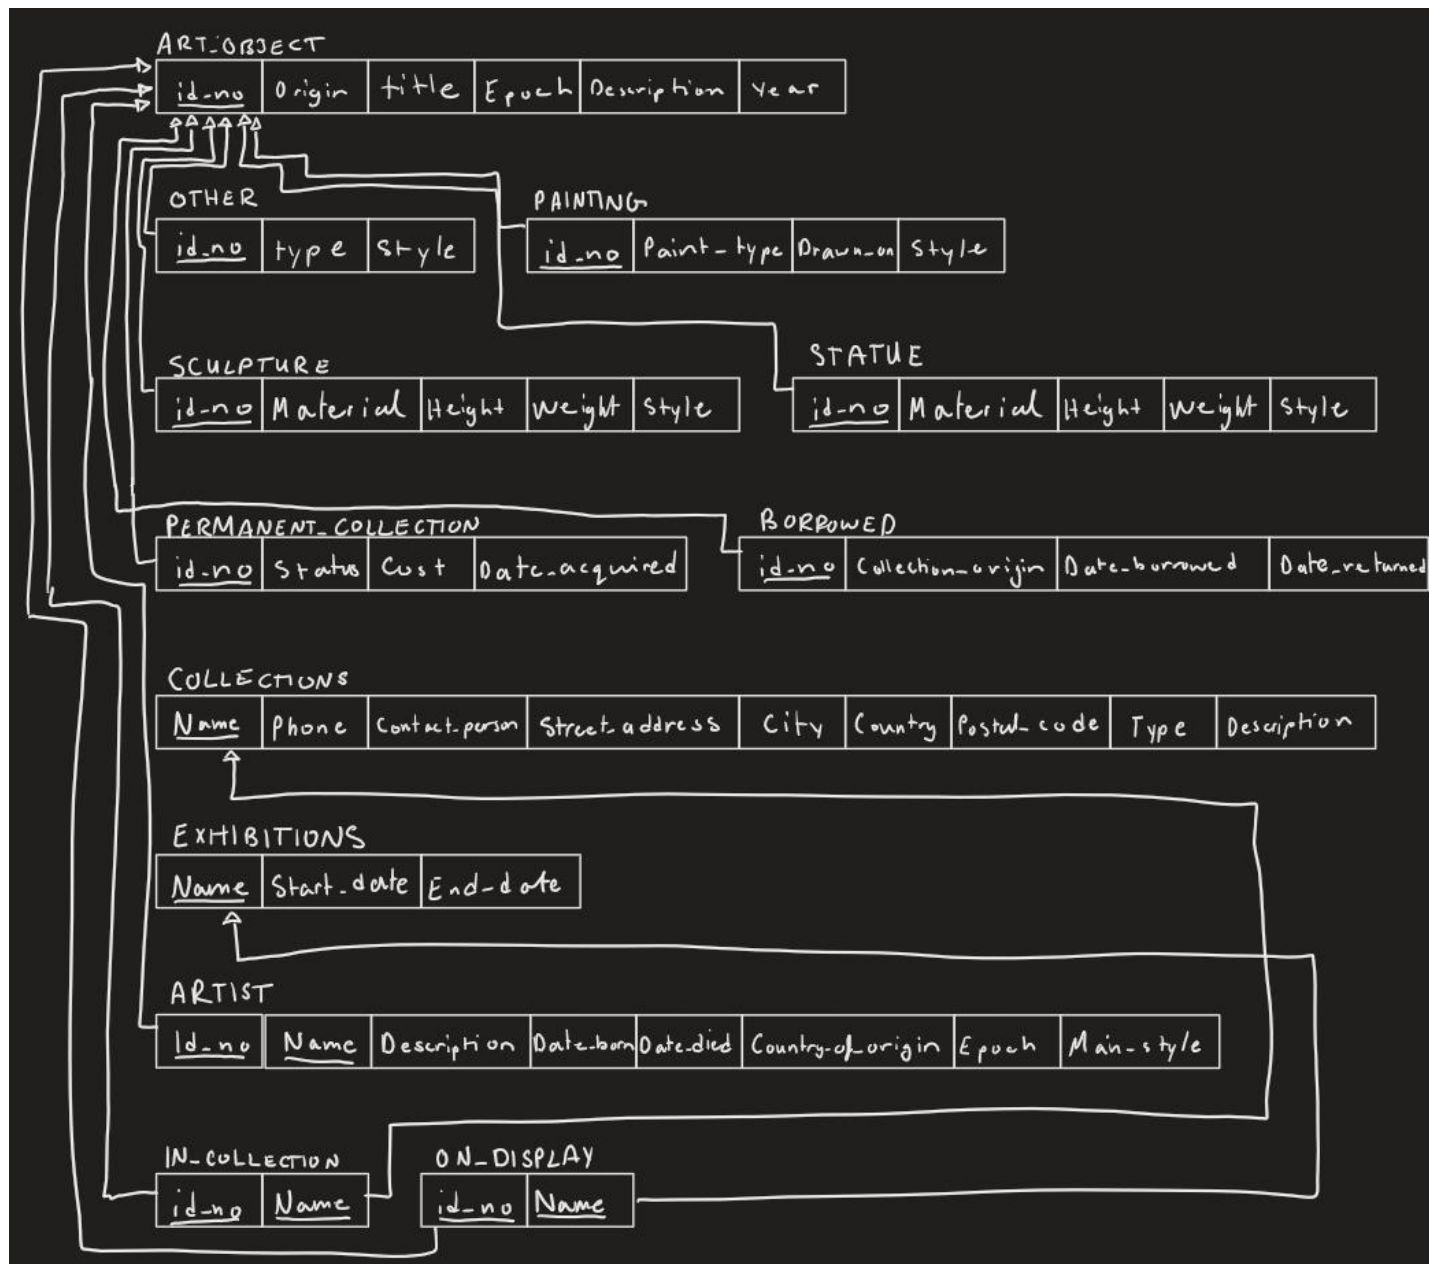 ART_OBJECT
id_no Origin title Epoch Description Year
OTHER PAINTING
id_no type Style id_no Paint_type Drawn_on Style
SCULPTURE STATUE
id_no Material Height Weight Style id_no Material Height Weight Style
PERMANENT_COLLECTION BORROWED
id_no Status Cost Date_acquired id_no Collection_origin Date_borrowed Date_returned
COLLECTIONS
Name Phone Contact_person Street_address City Country Postal_code Type Description
EXHIBITIONS
Name Start_date End_date
ARTIST
Id_no Name Description Date_born Date_died Country_of_origin Epoch Main_style
IN_COLLECTION ON_DISPLAY
id_no Name id_no Name